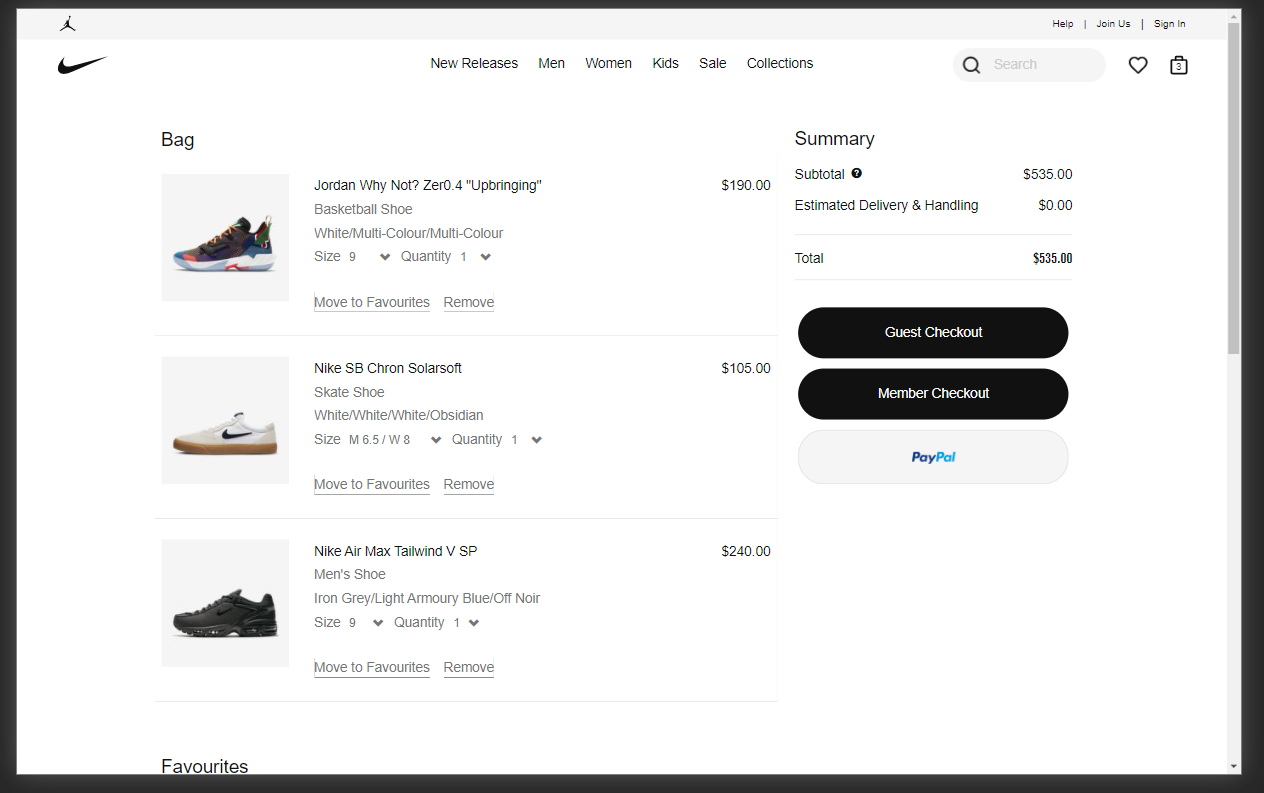 Help | Join Us | Sign In
New Releases Men Women Kids Sale Collections
Search
3
Bag
Jordan Why Not? Zer0.4 "Upbringing" $190.00
Basketball Shoe
White/Multi-Colour/Multi-Colour
Size 9 Quantity 1
Move to Favourites Remove
Nike SB Chron Solarsoft $105.00
Skate Shoe
White/White/White/Obsidian
Size M 6.5 / W 8 Quantity 1
Move to Favourites Remove
Nike Air Max Tailwind V SP $240.00
Men's Shoe
Iron Grey/Light Armoury Blue/Off Noir
Size 9 Quantity 1
Move to Favourites Remove
Favourites
Summary
Subtotal ? $535.00
Estimated Delivery & Handling $0.00
Total $535.00
Guest Checkout
Member Checkout
PayPal